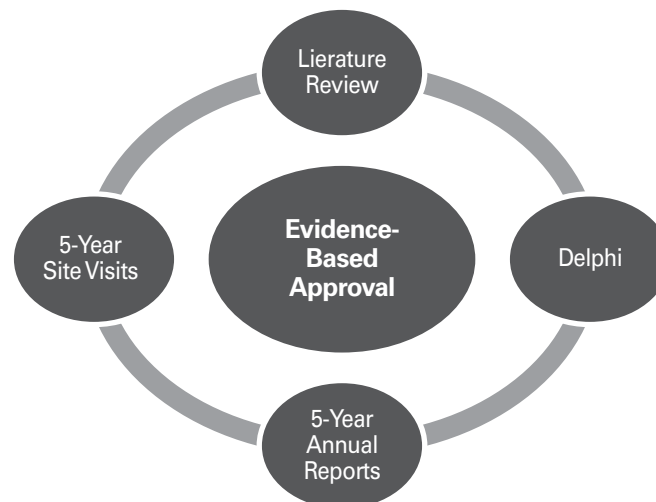 Lierature
Review
5-Year
Site Visits
Evidence-
Based
Approval
Delphi
5-Year
Annual
Reports